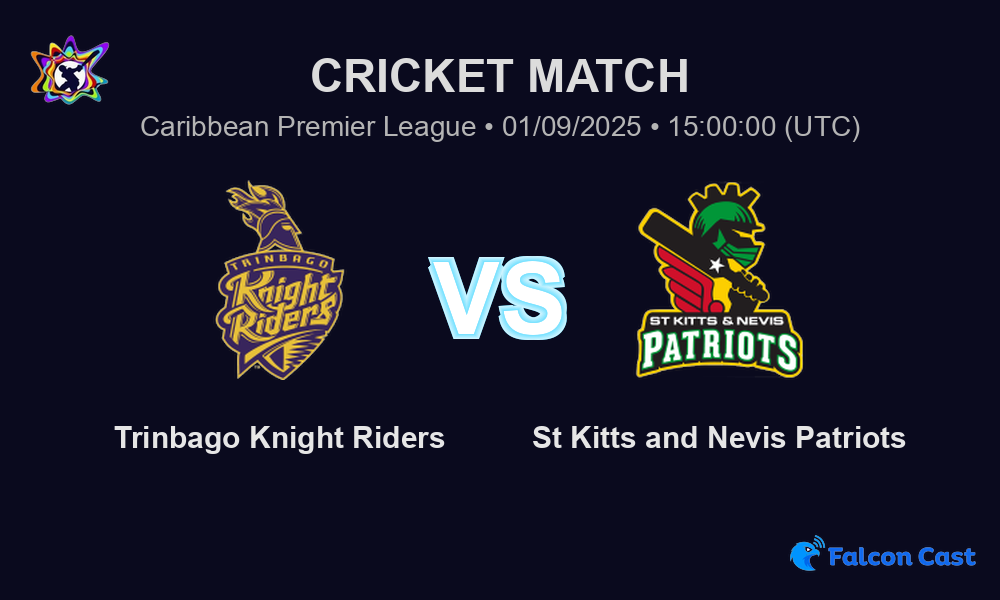 CRICKET MATCH
Caribbean Premier League • 01/09/2025 • 15:00:00 (UTC)
TRINBAGO
Knight
Riders
VS
ST KITTS & NEVIS
PATRIOTS
Trinbago Knight Riders
St Kitts and Nevis Patriots
Falcon Cast